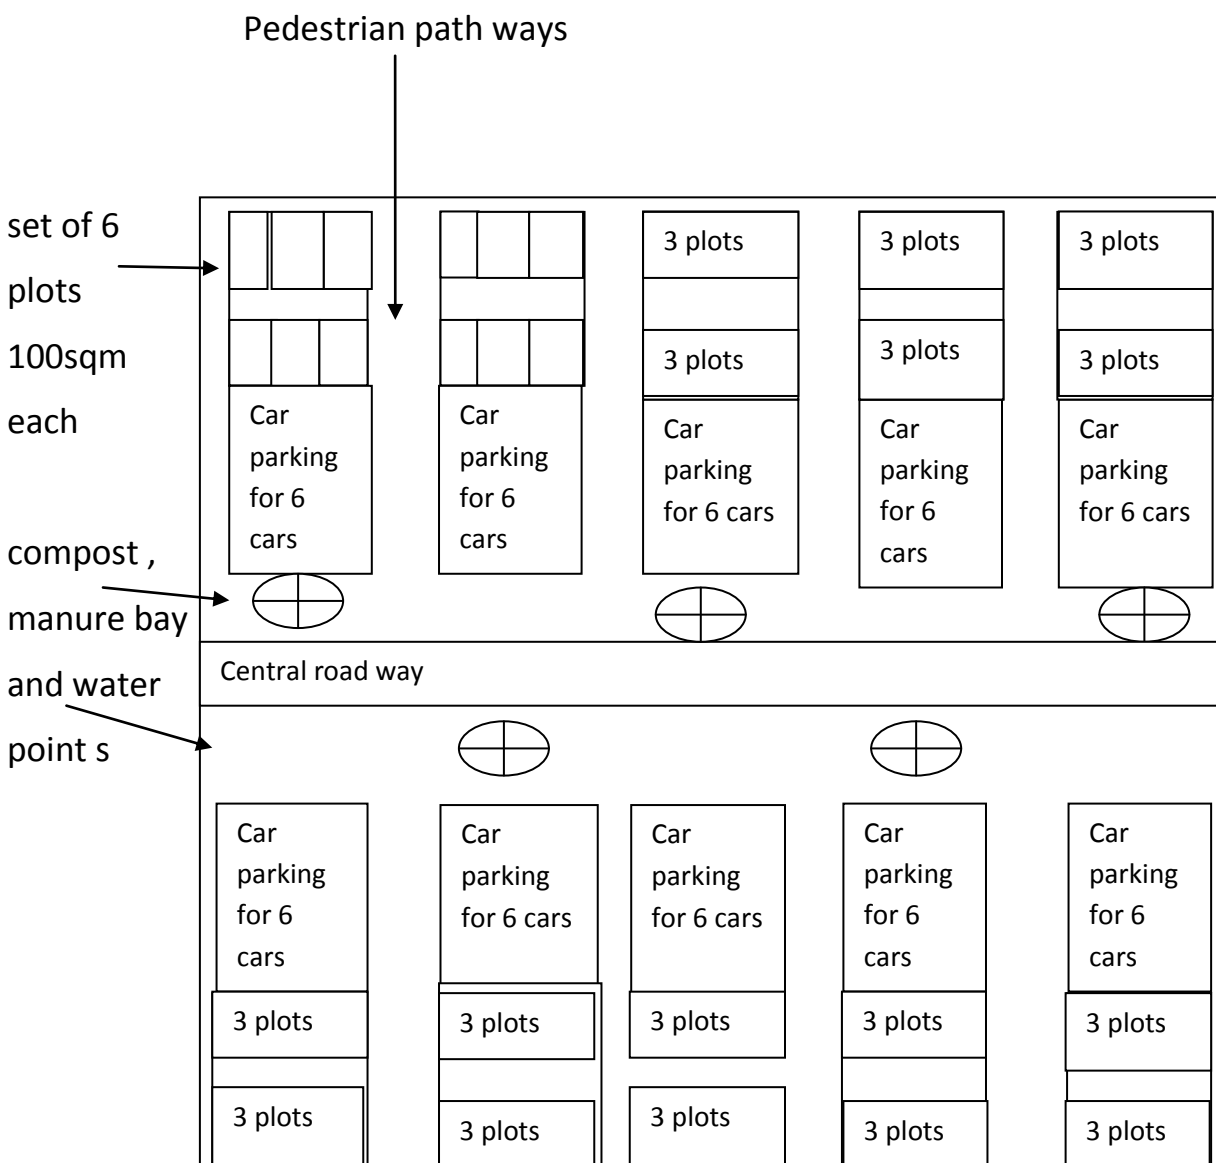 Pedestrian path ways
set of 6
plots
100sqm
each
compost ,
manure bay
and water
point s
3 plots
3 plots
3 plots
3 plots
3 plots
3 plots
Car
parking
for 6
cars
Car
parking
for 6
cars
Car
parking
for 6 cars
Car
parking
for 6
cars
Car
parking
for 6 cars
Central road way
Car
parking
for 6
cars
Car
parking
for 6 cars
Car
parking
for 6 cars
Car
parking
for 6
cars
Car
parking
for 6
cars
3 plots
3 plots
3 plots
3 plots
3 plots
3 plots
3 plots
3 plots
3 plots
3 plots